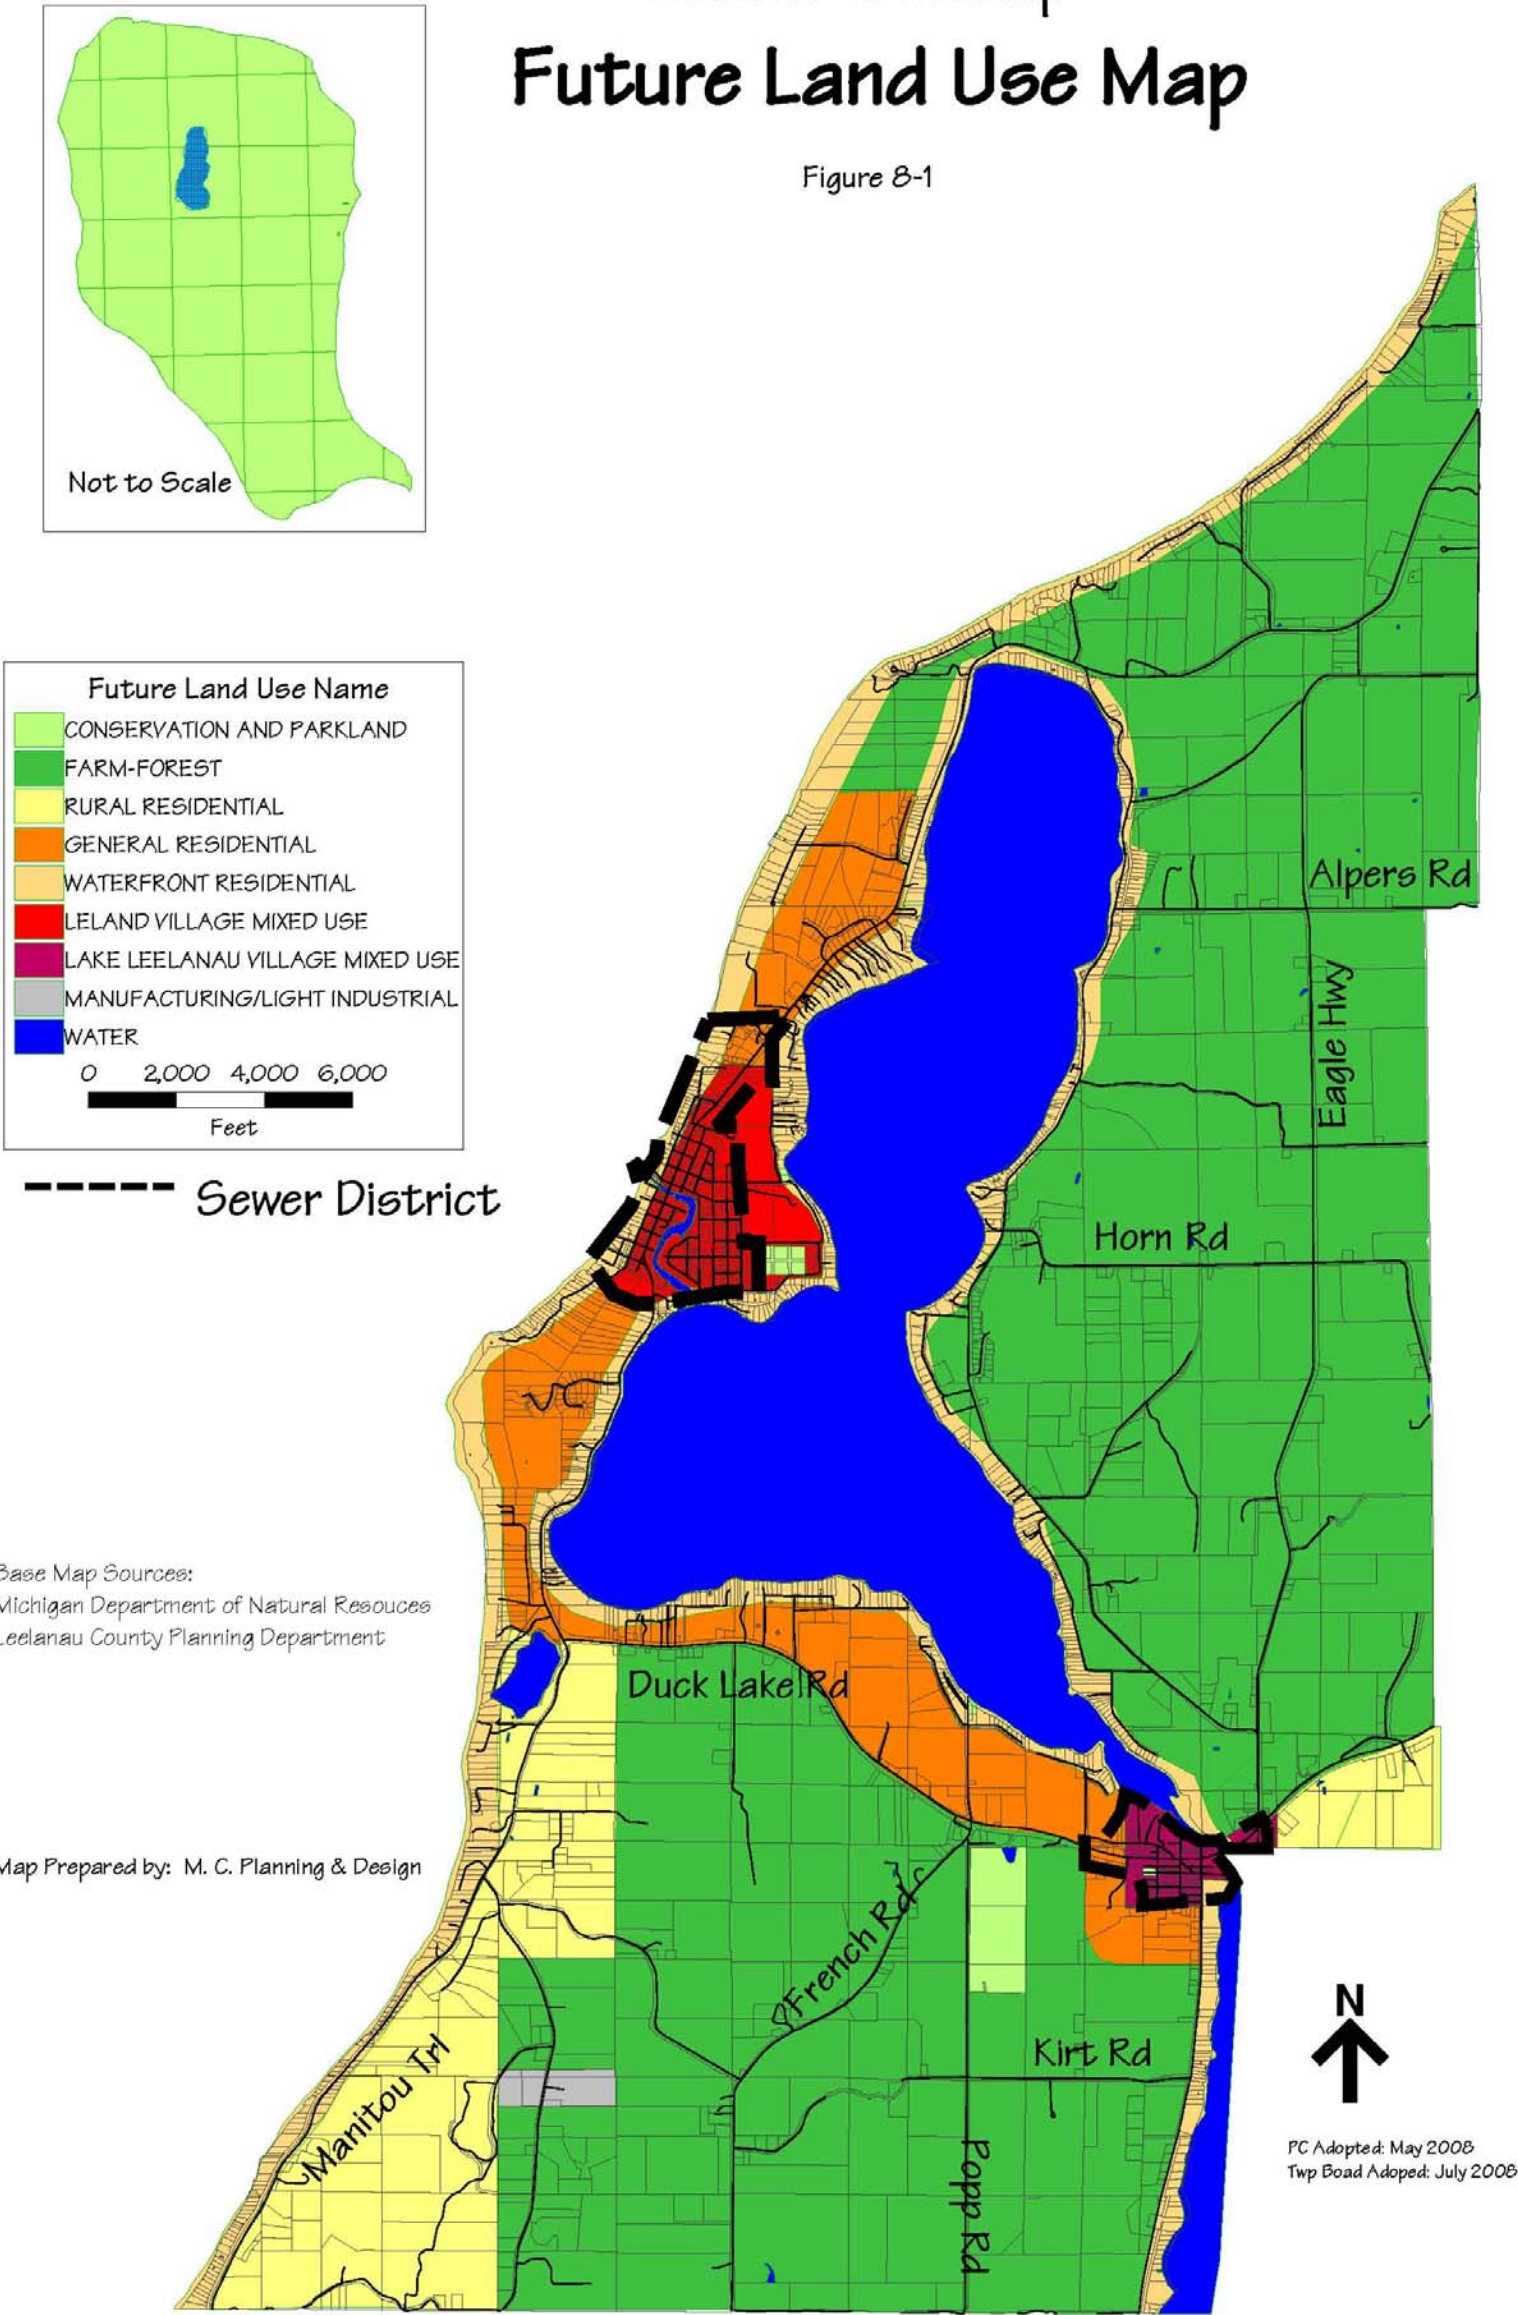 Future Land Use Map
Figure 8-1
Not to Scale
Future Land Use Name
CONSERVATION AND PARKLAND
FARM-FOREST
RURAL RESIDENTIAL
GENERAL RESIDENTIAL
WATERFRONT RESIDENTIAL
LELAND VILLAGE MIXED USE
LAKE LEELANAU VILLAGE MIXED USE
MANUFACTURING/LIGHT INDUSTRIAL
WATER
0 2,000 4,000 6,000
Feet
Sewer District
Alpers Rd
Eagle Hwy
Horn Rd
Base Map Sources:
Michigan Department of Natural Resouces
Leelanau County Planning Department
Duck Lake Rd
Map Prepared by: M. C. Planning & Design
French Rd
Kirt Rd
Manitou Trl
Popp Rd
N
PC Adopted: May 2008
Twp Boad Adoped: July 2008